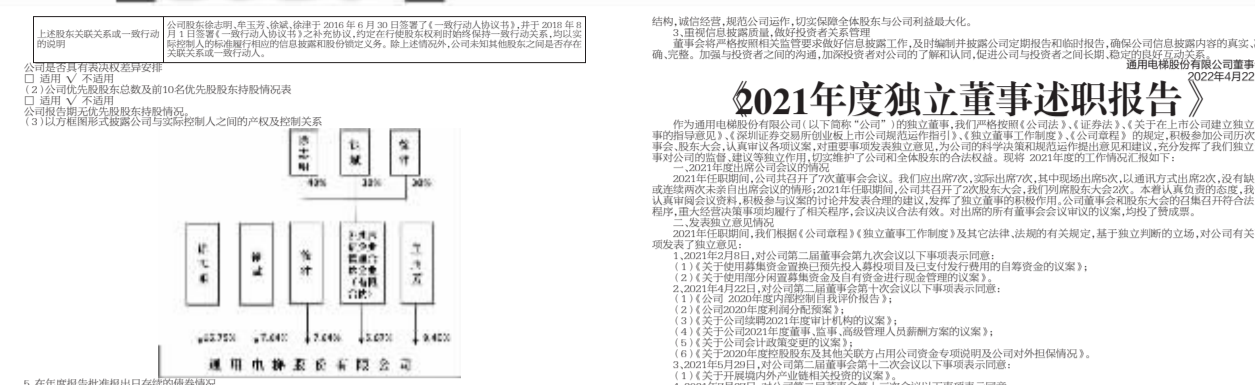 上述股东关联关系或一致行动的说明
公司股东徐志明、牟玉芳、徐斌、徐津于 2016 年 6 月 30 日签署了《一致行动人协议书》,并于 2018 年 8
月 1 日签署《一致行动人协议书》之补充协议,约定在行使股东权利时始终保持一致行动关系,均以实
际控制人的标准履行相应的信息披露和股份锁定义务。除上述情况外,公司未知其他股东之间是否存在
关联关系或一致行动人。
公司是否具有表决权差异安排
□ 适用 √ 不适用
(2)公司优先股股东总数及前10名优先股股东持股情况表
□ 适用 √ 不适用
公司报告期无优先股股东持股情况。
(3)以方框图形式披露公司与实际控制人之间的产权及控制关系
徐志明
徐斌
徐津
40%
30%
30%
徐志明
徐斌
徐津
牟玉芳
7.64%
7.64%
9.45%
通用电梯股份有限公司
5、在年度报告批准报出日存续的债券情况
结构,诚信经营,规范公司运作,切实保障全体股东与公司利益最大化。
3、重视信息披露质量,做好投资者关系管理
董事会将严格按照相关监管要求做好信息披露工作,及时编制并披露公司定期报告和临时报告,确保公司信息披露内容的真实、
确、完整。加强与投资者之间的沟通,加深投资者对公司的了解和认同,促进公司与投资者之间长期、稳定的良好互动关系。
通用电梯股份有限公司董事
2022年4月22
《2021年度独立董事述职报告》
作为通用电梯股份有限公司(以下简称“公司”)的独立董事,我们严格按照《公司法》、《证券法》、《关于在上市公司建立独立
事的指导意见》、《深圳证券交易所创业板上市公司规范运作指引》、《独立董事工作制度》、《公司章程》 的规定,积极参加公司历次
事会、股东大会,认真审议各项议案,对重要事项发表独立意见,为公司的科学决策和规范运作提出意见和建议,充分发挥了我们独立
事对公司的监督、建议等独立作用,切实维护了公司和全体股东的合法权益。现将 2021年度的工作情况汇报如下:
一、2021年度出席公司会议的情况
2021年任职期间,公司共召开了7次董事会会议。我们应出席7次,实际出席7次,其中现场出席5次,以通讯方式出席2次,没有缺
或连续两次未亲自出席会议的情形;2021年任职期间,公司共召开了2次股东大会,我们列席股东大会2次。本着认真负责的态度,我
认真审阅会议资料,积极参与议案的讨论并发表合理的建议,发挥了独立董事的积极作用。公司董事会和股东大会的召集召开符合法
程序,重大经营决策事项均履行了相关程序,会议决议合法有效。对出席的所有董事会会议审议的议案,均投了赞成票。
二、发表独立意见情况
2021年任职期间,我们根据《公司章程》《独立董事工作制度》及其它法律、法规的有关规定,基于独立判断的立场,对公司有关
项发表了独立意见:
1、2021年2月8日,对公司第二届董事会第九次会议以下事项表示同意:
(1)《关于使用募集资金置换已预先投入募投项目及已支付发行费用的自筹资金的议案》;
(2)《关于使用部分闲置募集资金及自有资金进行现金管理的议案》。
2、2021年4月22日,对公司第二届董事会第十次会议以下事项表示同意:
(1)《公司 2020年度内部控制自我评价报告》;
(2)《公司2020年度利润分配预案》;
(3)《关于公司续聘2021年度审计机构的议案》;
(4)《关于公司2021年度董事、监事、高级管理人员薪酬方案的议案》;
(5)《关于公司会计政策变更的议案》;
(6)《关于2020年度控股股东及其他关联方占用公司资金专项说明及公司对外担保情况》。
3、2021年5月29日,对公司第二届董事会第十二次会议以下事项表示同意:
(1)《关于开展境内外产业链相关投资的议案》。